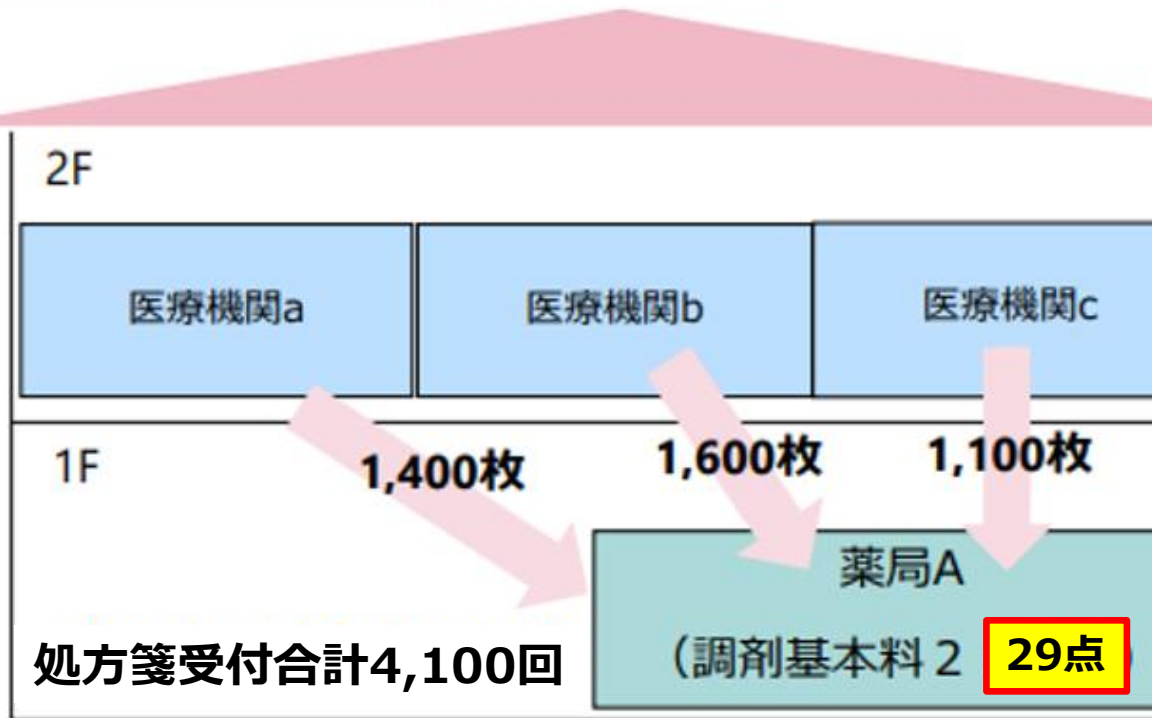 2F
医療機関a
医療機関b
医療機関c
1F
1,400枚
1,600枚
1,100枚
薬局A
処方箋受付合計4,100回
（調剤基本料２ 29点）